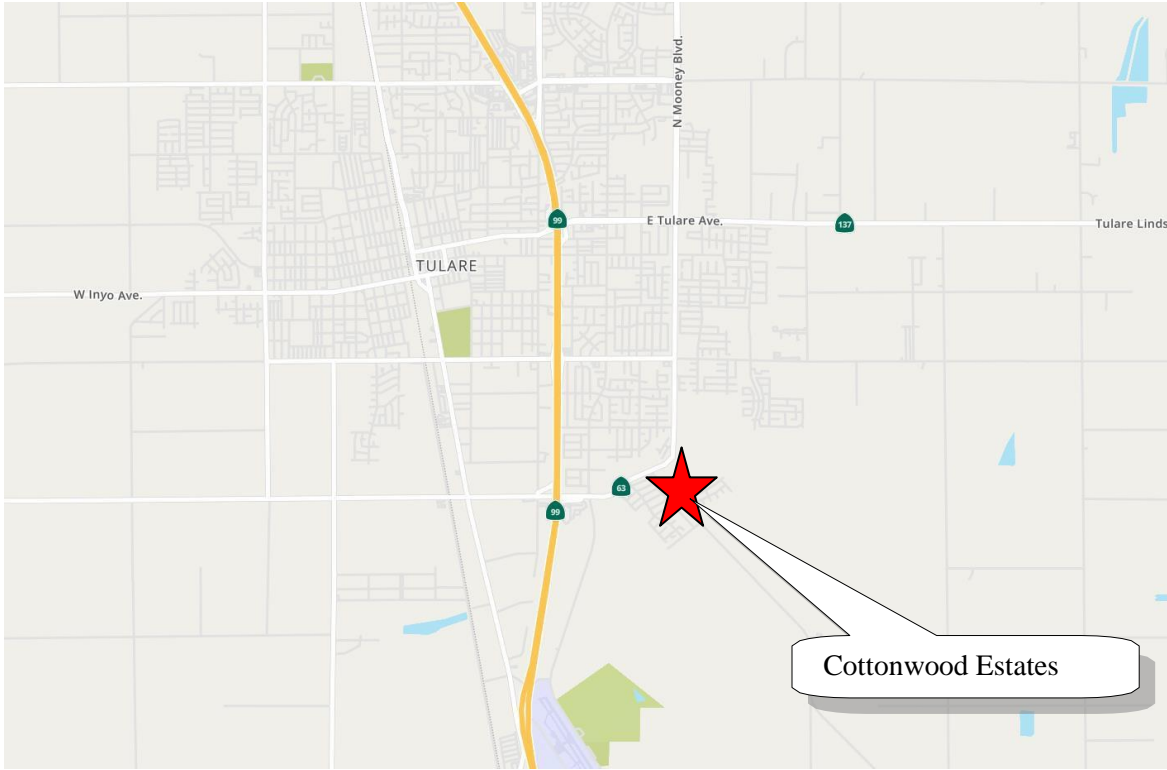 N Mooney Blvd.
99
E Tulare Ave.
137
Tulare Linds
TULARE
W Inyo Ave.
63
99
Cottonwood Estates